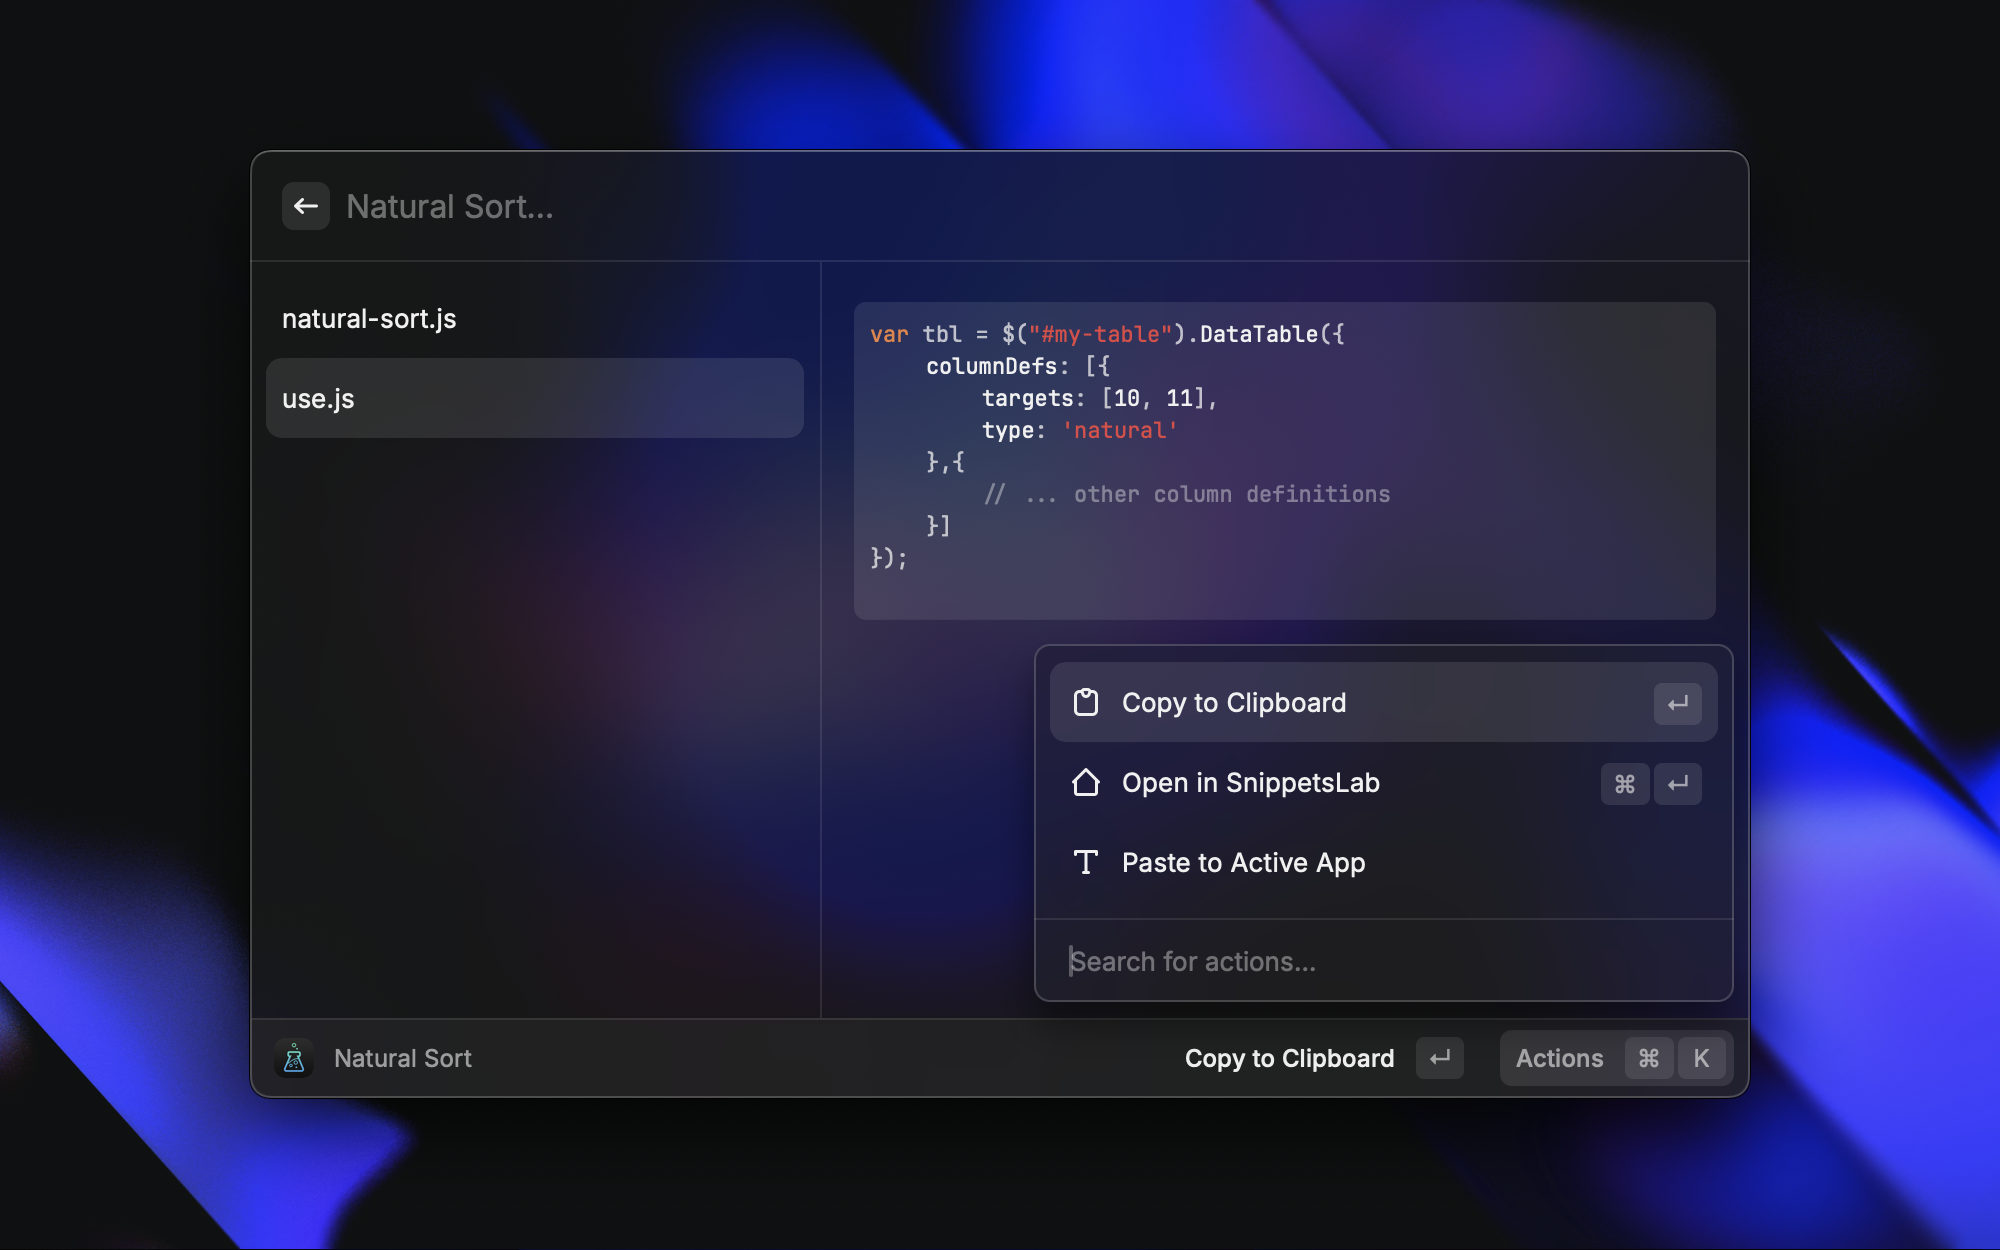 Natural Sort...
natural-sort.js
use.js
var tbl = $("#my-table").DataTable({
    columnDefs: [{
        targets: [10, 11],
        type: 'natural'
    },{
        // ... other column definitions
    }]
});
Copy to Clipboard ↵
Open in SnippetsLab ⌘ ↵
Paste to Active App
Search for actions...
Natural Sort
Copy to Clipboard ↵
Actions ⌘ K